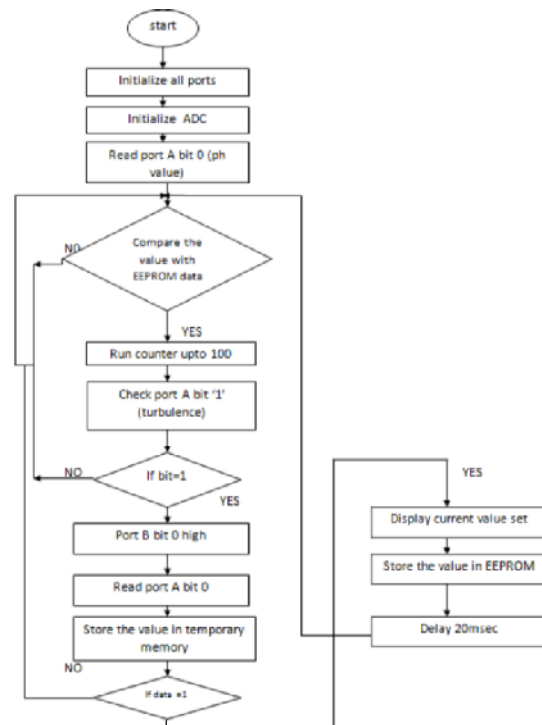 start
Initialize all ports
Initialize ADC
Read port A bit 0 (ph
value)
NO
Compare the
value with
EEPROM data
YES
Run counter upto 100
Check port A bit '1'
(turbulence)
NO
If bit=1
YES
Port B bit 0 high
Read port A bit 0
Store the value in temporary
memory
NO
If data =1
YES
Display current value set
Store the value in EEPROM
Delay 20msec